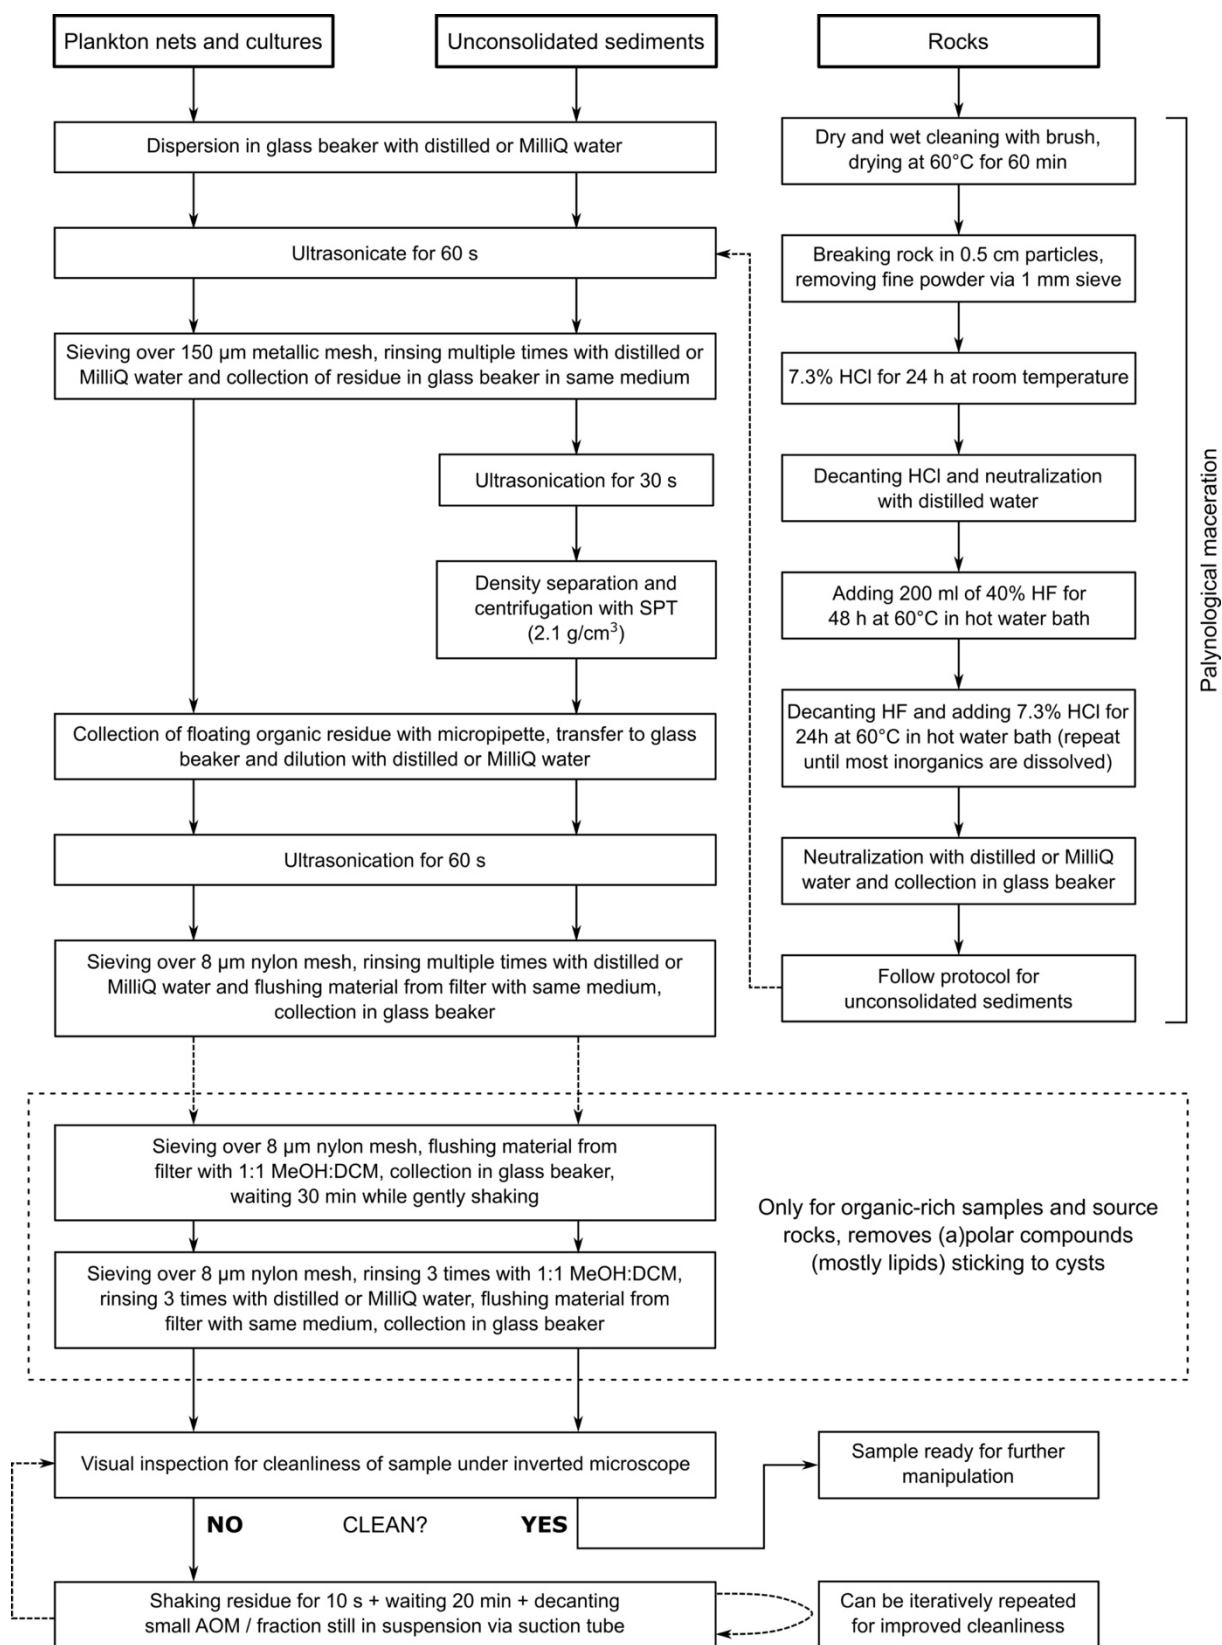 Plankton nets and cultures
Unconsolidated sediments
Rocks
Dispersion in glass beaker with distilled or MilliQ water
Ultrasonicate for 60 s
Sieving over 150 µm metallic mesh, rinsing multiple times with distilled or
MilliQ water and collection of residue in glass beaker in same medium
Ultrasonication for 30 s
Density separation and
centrifugation with SPT
(2.1 g/cm³)
Collection of floating organic residue with micropipette, transfer to glass
beaker and dilution with distilled or MilliQ water
Ultrasonication for 60 s
Sieving over 8 µm nylon mesh, rinsing multiple times with distilled or
MilliQ water and flushing material from filter with same medium,
collection in glass beaker
Dry and wet cleaning with brush,
drying at 60°C for 60 min
Breaking rock in 0.5 cm particles,
removing fine powder via 1 mm sieve
7.3% HCl for 24 h at room temperature
Decanting HCl and neutralization
with distilled water
Adding 200 ml of 40% HF for
48 h at 60°C in hot water bath
Decanting HF and adding 7.3% HCl for
24h at 60°C in hot water bath (repeat
until most inorganics are dissolved)
Neutralization with distilled or MilliQ
water and collection in glass beaker
Follow protocol for
unconsolidated sediments
Palynological maceration
Sieving over 8 µm nylon mesh, flushing material from
filter with 1:1 MeOH:DCM, collection in glass beaker,
waiting 30 min while gently shaking
Sieving over 8 µm nylon mesh, rinsing 3 times with 1:1 MeOH:DCM,
rinsing 3 times with distilled or MilliQ water, flushing material from
filter with same medium, collection in glass beaker
Only for organic-rich samples and source
rocks, removes (a)polar compounds
(mostly lipids) sticking to cysts
Visual inspection for cleanliness of sample under inverted microscope
Sample ready for further
manipulation
NO CLEAN? YES
Shaking residue for 10 s + waiting 20 min + decanting
small AOM / fraction still in suspension via suction tube
Can be iteratively repeated
for improved cleanliness